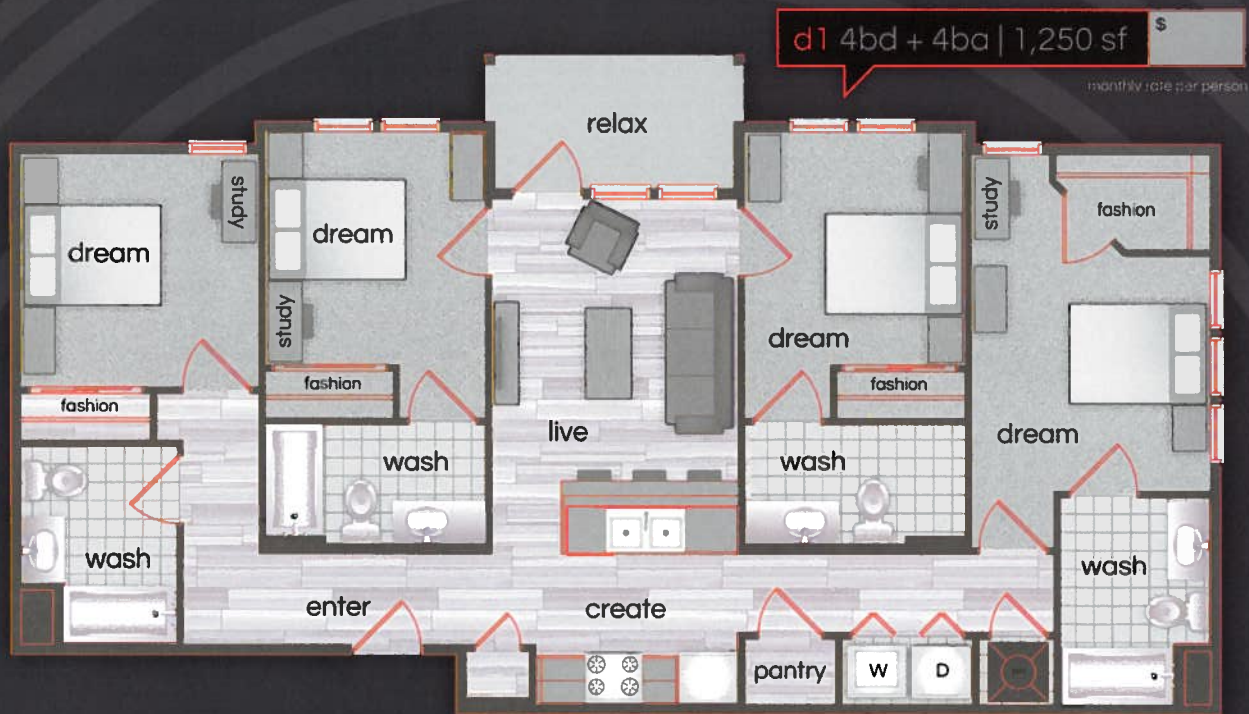 d1 4bd + 4ba | 1,250 sf
$
monthly rate per person
relax
study
dream
dream
study
fashion
fashion
study
fashion
dream
fashion
dream
live
wash
wash
wash
wash
enter
create
pantry
W
D